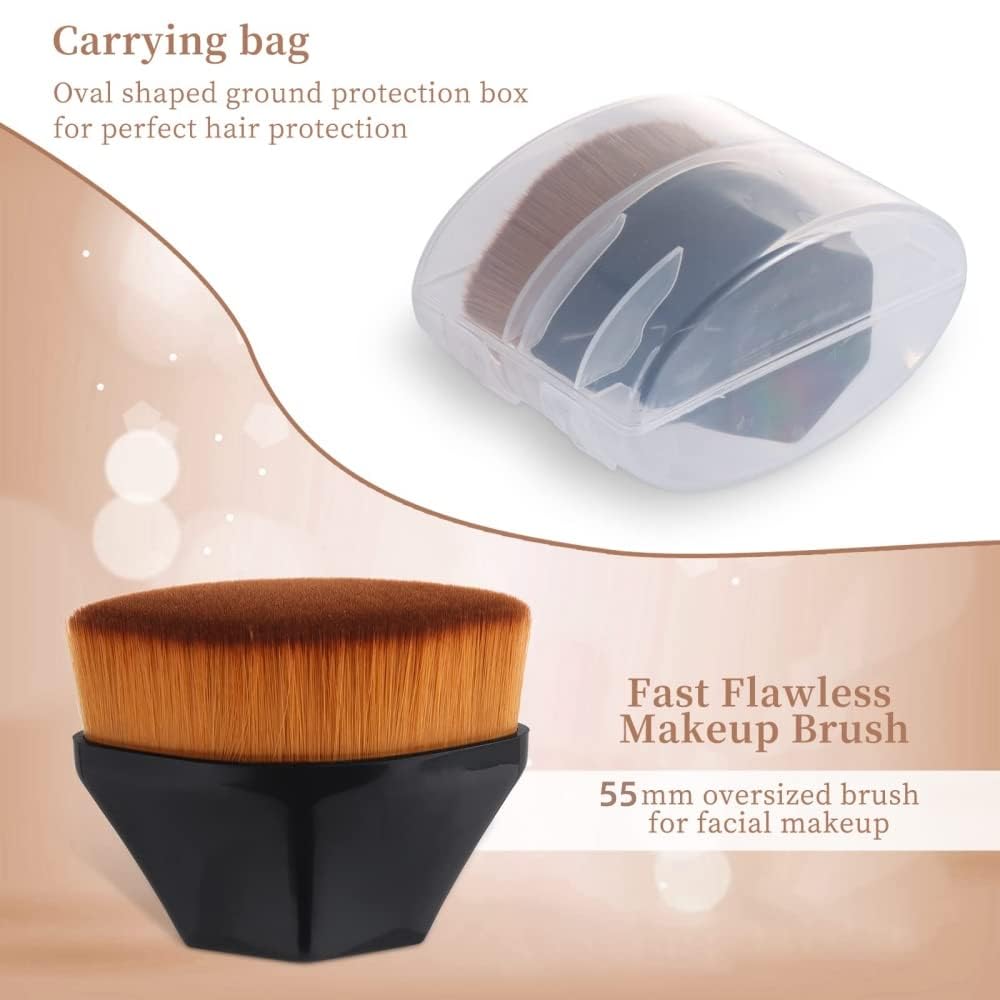 Carrying bag
Oval shaped ground protection box
for perfect hair protection
Fast Flawless
Makeup Brush
55mm oversized brush
for facial makeup